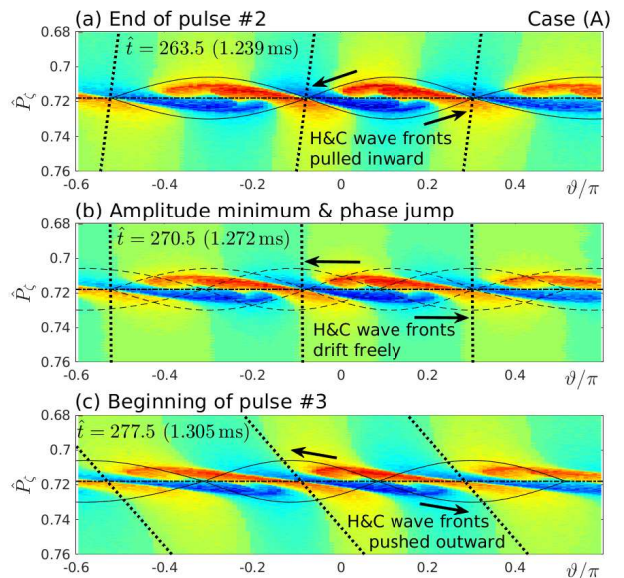 (a) End of pulse #2 Case (A)
t̂ = 263.5 (1.239 ms)
H&C wave fronts
pulled inward
P̂ζ
0.68
0.7
0.72
0.74
0.76
-0.6 -0.4 -0.2 0 0.2 0.4 ϑ/π
(b) Amplitude minimum & phase jump
t̂ = 270.5 (1.272 ms)
H&C wave fronts
drift freely
P̂ζ
0.68
0.7
0.72
0.74
0.76
-0.6 -0.4 -0.2 0 0.2 0.4 ϑ/π
(c) Beginning of pulse #3
t̂ = 277.5 (1.305 ms)
H&C wave fronts
pushed outward
P̂ζ
0.68
0.7
0.72
0.74
0.76
-0.6 -0.4 -0.2 0 0.2 0.4 ϑ/π